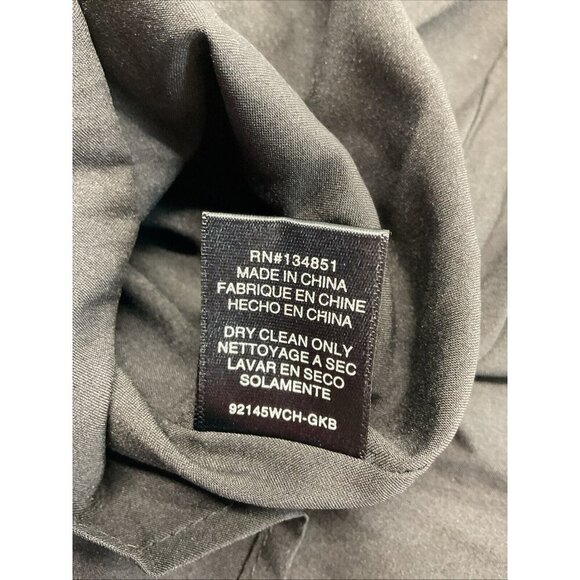 RN#134851
MADE IN CHINA
FABRIQUE EN CHINE
HECHO EN CHINA
DRY CLEAN ONLY
NETTOYAGE A SEC
LAVAR EN SECO
SOLAMENTE
92145WCH-GKB